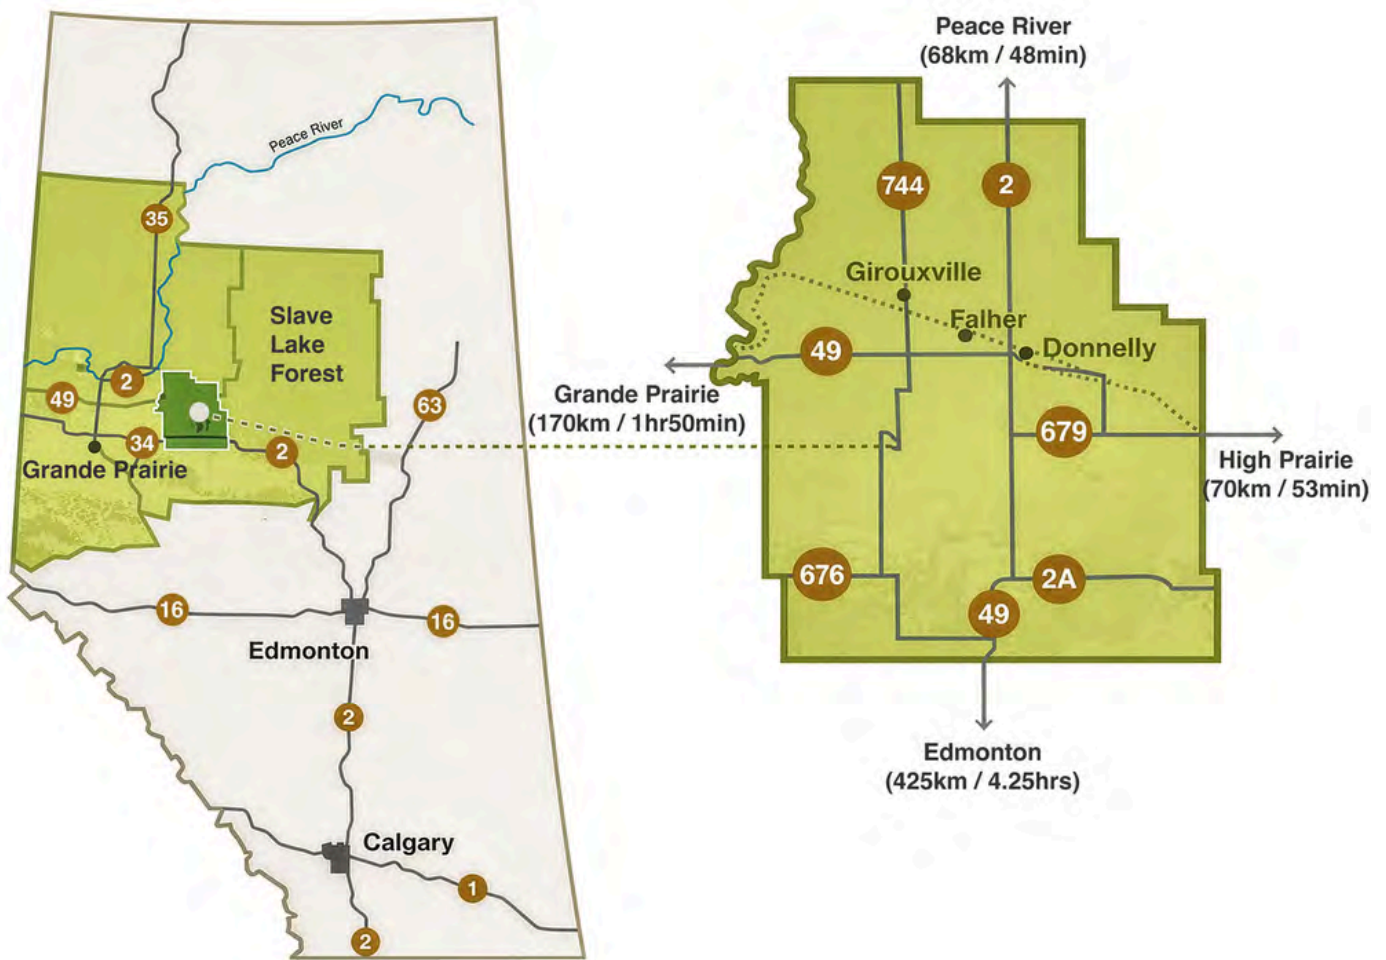 Peace River
35
Slave
Lake
Forest
2
49
34
Grande Prairie
2
63
16
16
Edmonton
2
Calgary
1
2
Peace River
(68km / 48min)
744
2
Girouxville
Falher
Donnelly
49
Grande Prairie
(170km / 1hr50min)
679
High Prairie
(70km / 53min)
676
2A
49
Edmonton
(425km / 4.25hrs)